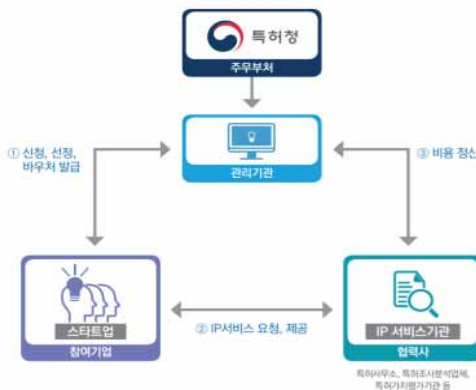 특허청
주무부처
관리기관
① 신청, 선정,
바우처 발급
③ 비용 정산
스타트업
참여기업
② IP서비스 요청, 제공
IP 서비스기관
협력사
특허사무소, 특허조사분석업체,
특허가치평가기관 등